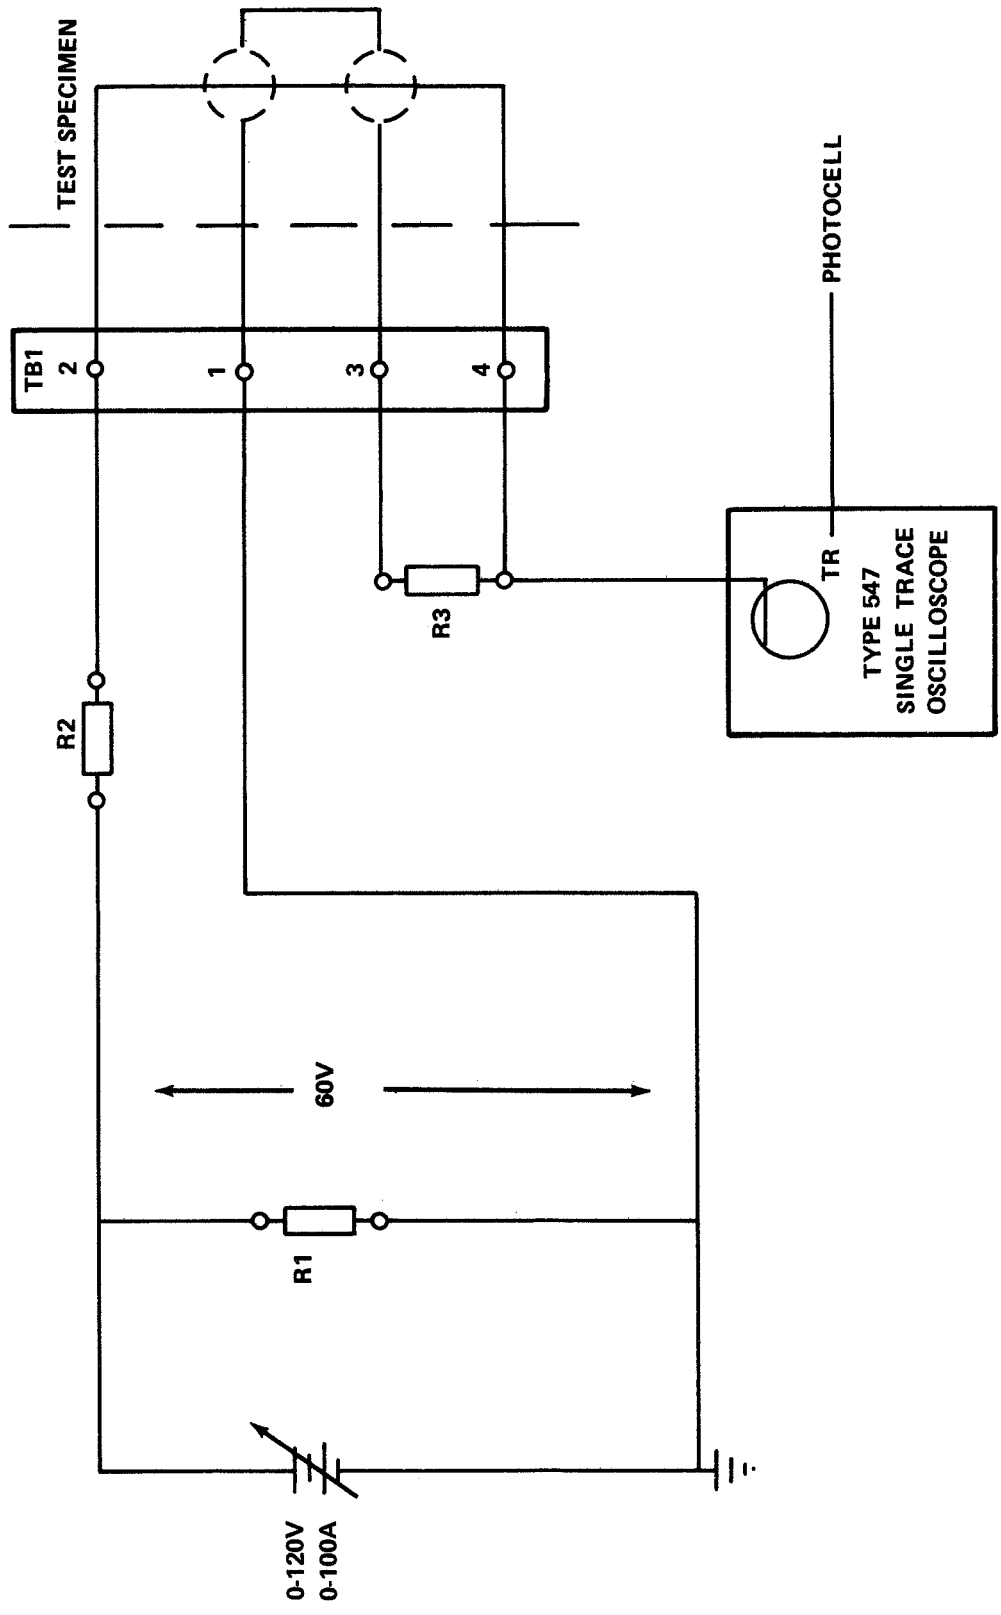 0-120V
0-100A
R1
60V
R2
R3
TB1
2
1
3
4
TEST SPECIMEN
TR
TYPE 547
SINGLE TRACE
OSCILLOSCOPE
PHOTOCELL